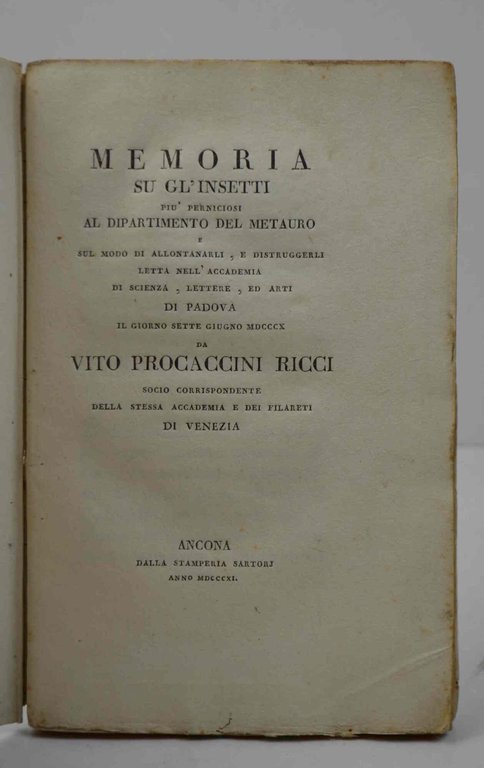 MEMORIA
SU GL'INSETTI
PIU' PERNICIOSI
AL DIPARTIMENTO DEL METAURO
E
SUL MODO DI ALLONTANARLI , E DISTRUGGERLI
LETTA NELL'ACCADEMIA
DI SCIENZA , LETTERE , ED ARTI
DI PADOVA
IL GIORNO SETTE GIUGNO MDCCCX
DA
VITO PROCACCINI RICCI
SOCIO CORRISPONDENTE
DELLA STESSA ACCADEMIA E DEI FILARETI
DI VENEZIA
ANCONA
DALLA STAMPERIA SARTORJ
ANNO MDCCCXI.